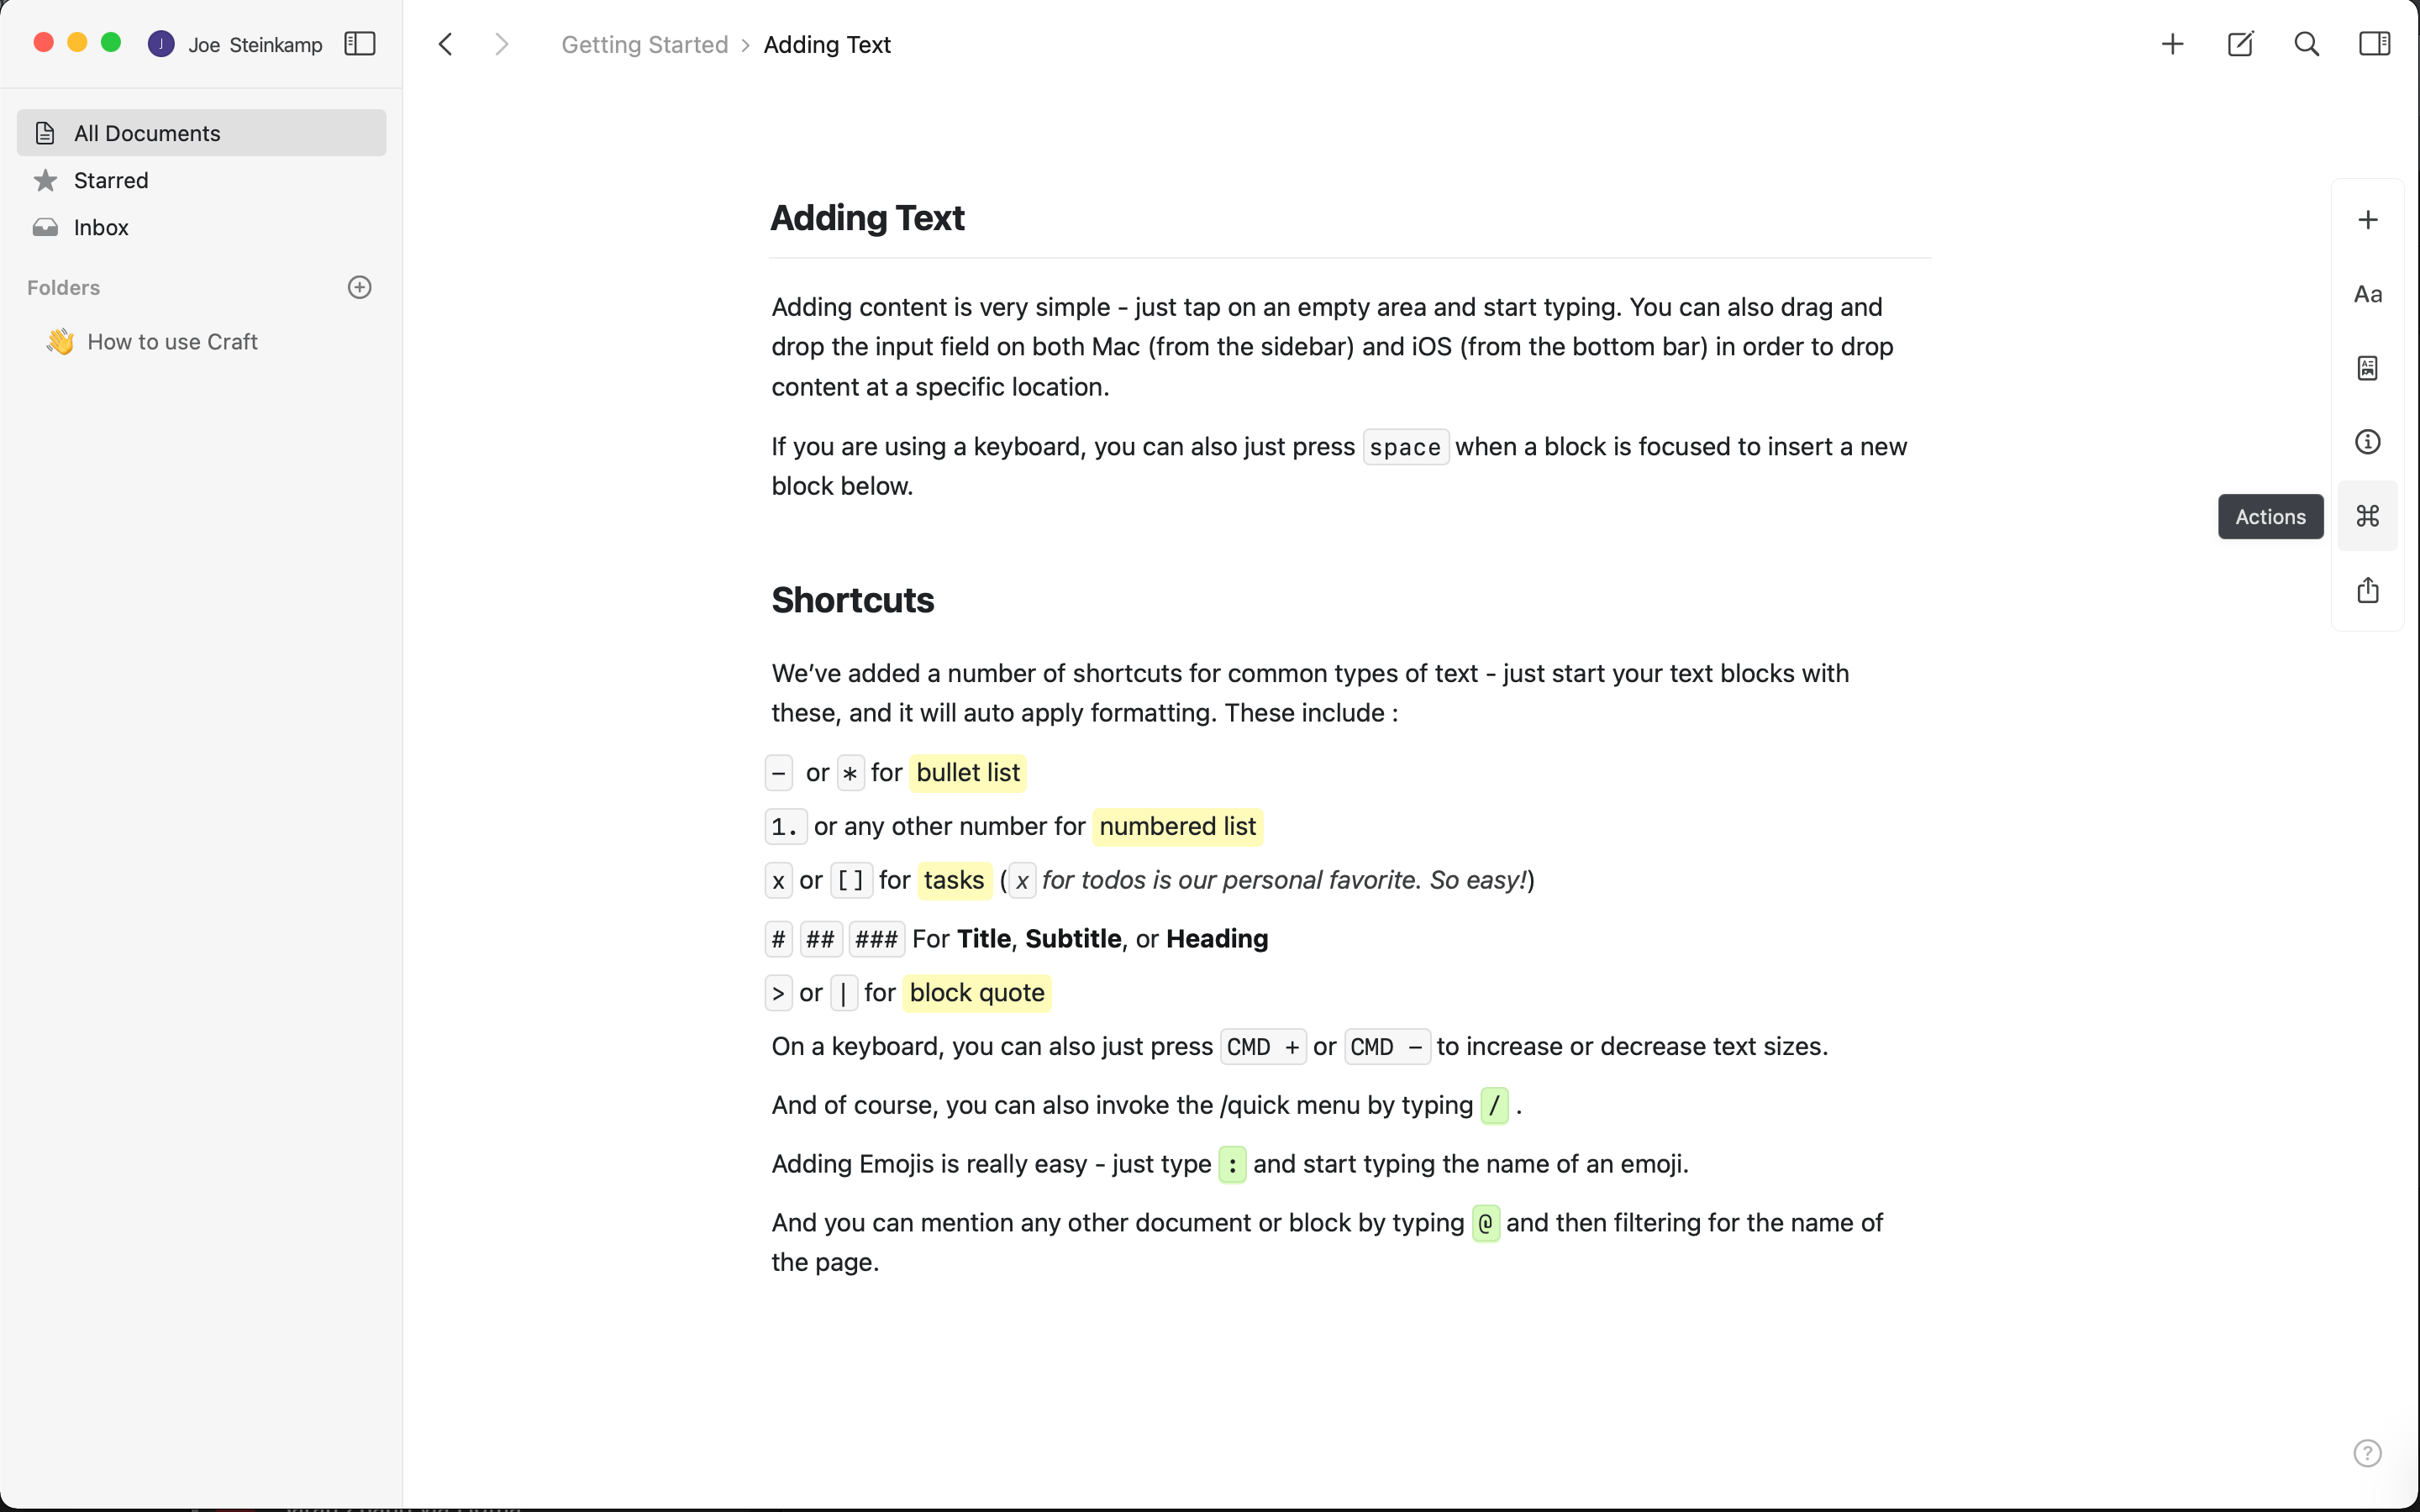 J Joe Steinkamp
Getting Started › Adding Text
All Documents
Starred
Inbox
Folders
👋 How to use Craft
Adding Text
Adding content is very simple - just tap on an empty area and start typing. You can also drag and
drop the input field on both Mac (from the sidebar) and iOS (from the bottom bar) in order to drop
content at a specific location.
If you are using a keyboard, you can also just press space when a block is focused to insert a new
block below.
Shortcuts
We’ve added a number of shortcuts for common types of text - just start your text blocks with
these, and it will auto apply formatting. These include :
- or * for bullet list
1. or any other number for numbered list
x or [] for tasks (x for todos is our personal favorite. So easy!)
# ## ### For Title, Subtitle, or Heading
> or | for block quote
On a keyboard, you can also just press CMD + or CMD - to increase or decrease text sizes.
And of course, you can also invoke the /quick menu by typing / .
Adding Emojis is really easy - just type : and start typing the name of an emoji.
And you can mention any other document or block by typing @ and then filtering for the name of
the page.
Aa
Actions
?